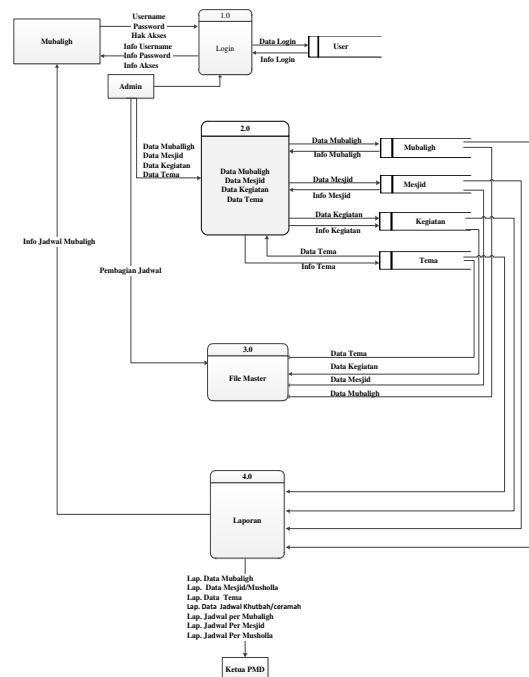 Username
Password
Hak Akses
Mubaligh
Info Username
Info Password
Info Akses
1.0
Login
Data Login
Info Login
User
Admin
Data Muballigh
Data Mesjid
Data Kegiatan
Data Tema
2.0
Data Mubaligh
Data Mesjid
Data Kegiatan
Data Tema
Data Mubaligh
Info Mubaligh
Mubaligh
Data Mesjid
Info Mesjid
Mesjid
Data Kegiatan
Info Kegiatan
Kegiatan
Data Tema
Info Tema
Tema
Info Jadwal Mubaligh
Pembagian Jadwal
3.0
File Master
Data Tema
Data Kegiatan
Data Mesjid
Data Mubaligh
4.0
Laporan
Lap. Data Mubaligh
Lap. Data Mesjid/Musholla
Lap. Data Tema
Lap. Data Jadwal Khutbah/ceramah
Lap. Jadwal per Mubaligh
Lap. Jadwal Per Mesjid
Lap. Jadwal Per Musholla
Ketua PMD